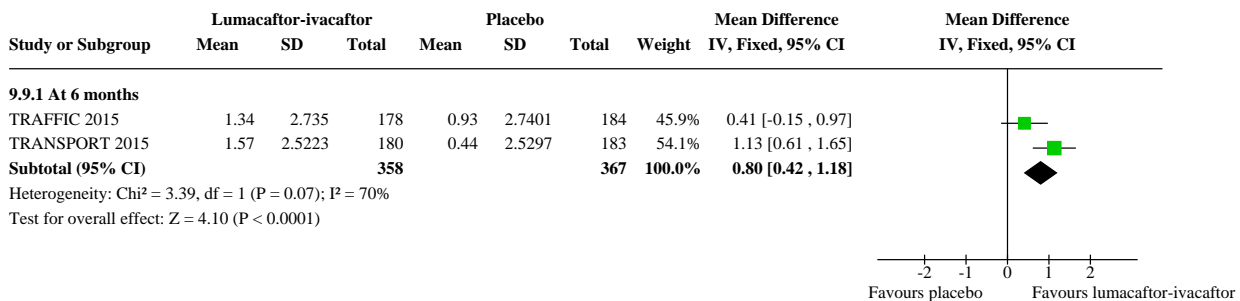 Lumacaftor-ivacaftor Placebo Mean Difference Mean Difference
Study or Subgroup Mean SD Total Mean SD Total Weight IV, Fixed, 95% CI IV, Fixed, 95% CI
9.9.1 At 6 months
TRAFFIC 2015 1.34 2.735 178 0.93 2.7401 184 45.9% 0.41 [-0.15 , 0.97]
TRANSPORT 2015 1.57 2.5223 180 0.44 2.5297 183 54.1% 1.13 [0.61 , 1.65]
Subtotal (95% CI) 358 367 100.0% 0.80 [0.42 , 1.18]
Heterogeneity: Chi² = 3.39, df = 1 (P = 0.07); I² = 70%
Test for overall effect: Z = 4.10 (P < 0.0001)
-2 -1 0 1 2
Favours placebo Favours lumacaftor-ivacaftor